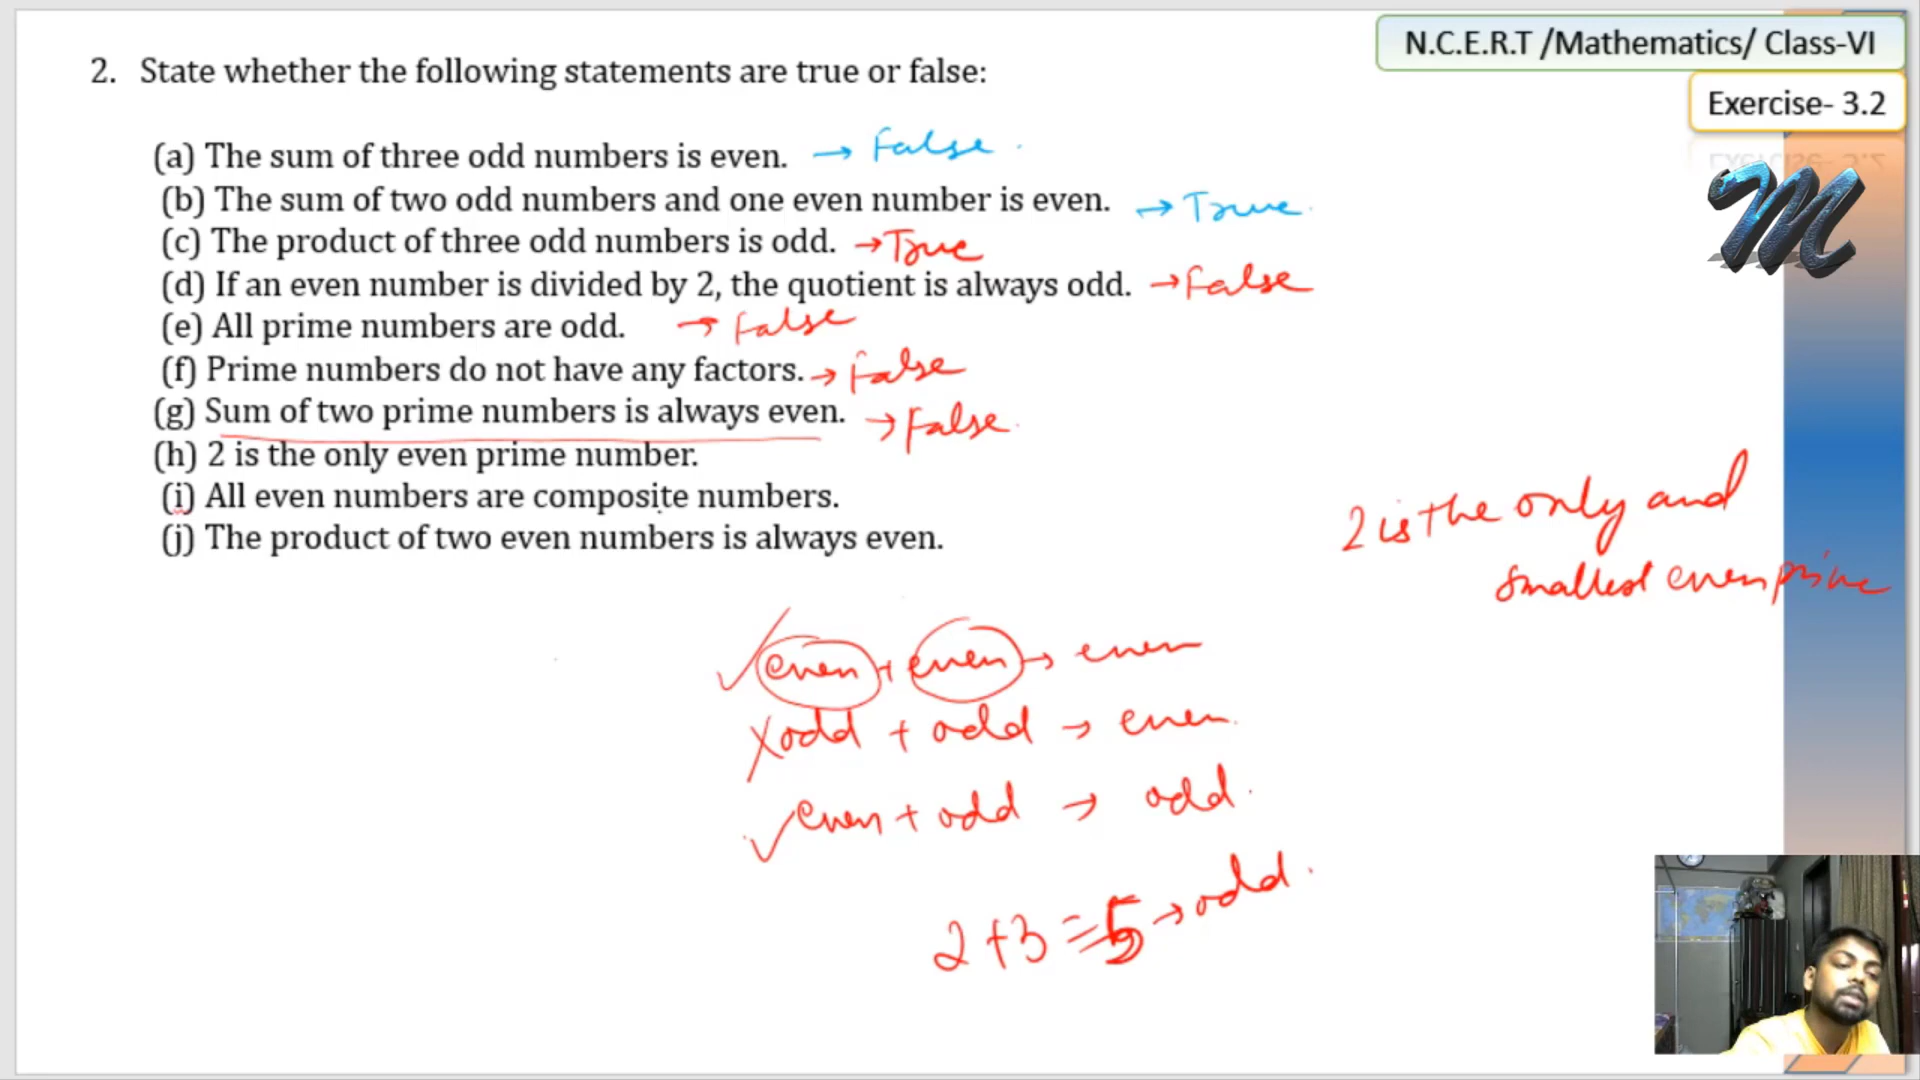 N.C.E.R.T /Mathematics/ Class-VI
Exercise- 3.2
2. State whether the following statements are true or false:
(a) The sum of three odd numbers is even. → False.
(b) The sum of two odd numbers and one even number is even. → True.
(c) The product of three odd numbers is odd. → True
(d) If an even number is divided by 2, the quotient is always odd. → False
(e) All prime numbers are odd. → False
(f) Prime numbers do not have any factors. → False
(g) Sum of two prime numbers is always even. → False.
(h) 2 is the only even prime number.
(i) All even numbers are composite numbers.
(j) The product of two even numbers is always even.
2 is the only and
smallest even prime
✓ even + even → even
X odd + odd → even.
✓ even + odd → odd.
2+3=5 → odd.
M